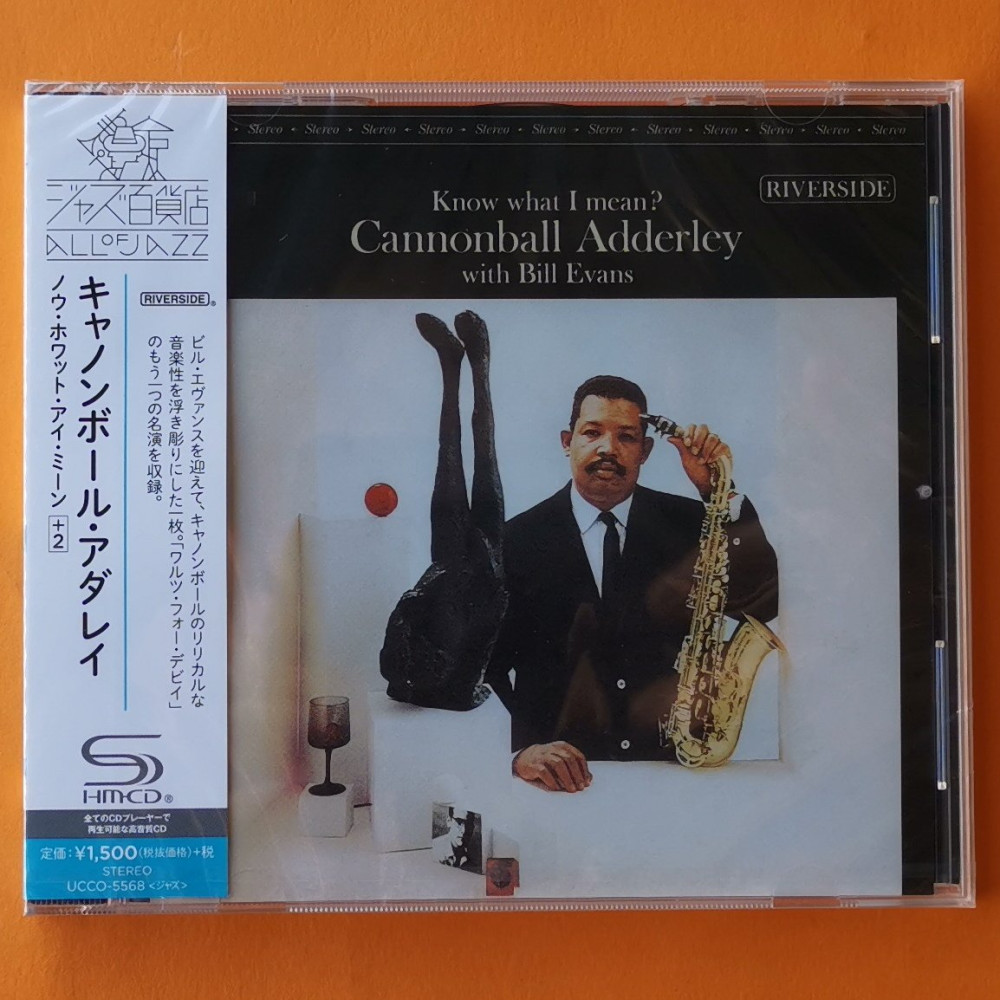 ジャズ百貨店
ALL OF JAZZ
キャノンボール・アダレイ
ノウ・ホワット・アイ・ミーン +2
RIVERSIDE®
ビル・エヴァンスを迎えて、キャノンボールのリリカルな
音楽性を浮き彫りにした一枚。「ワルツ・フォー・デビイ」
のもう一つの名演を収録。
SHM-CD®
全てのCDプレーヤーで
再生可能な高音質CD
定価:¥1,500(税抜価格)+税
STEREO
UCCO-5568 <ジャズ>
Stereo Stereo Stereo Stereo Stereo Stereo Stereo Stereo Stereo Stereo Stereo Stereo
RIVERSIDE
Know what I mean?
Cannonball Adderley
with Bill Evans